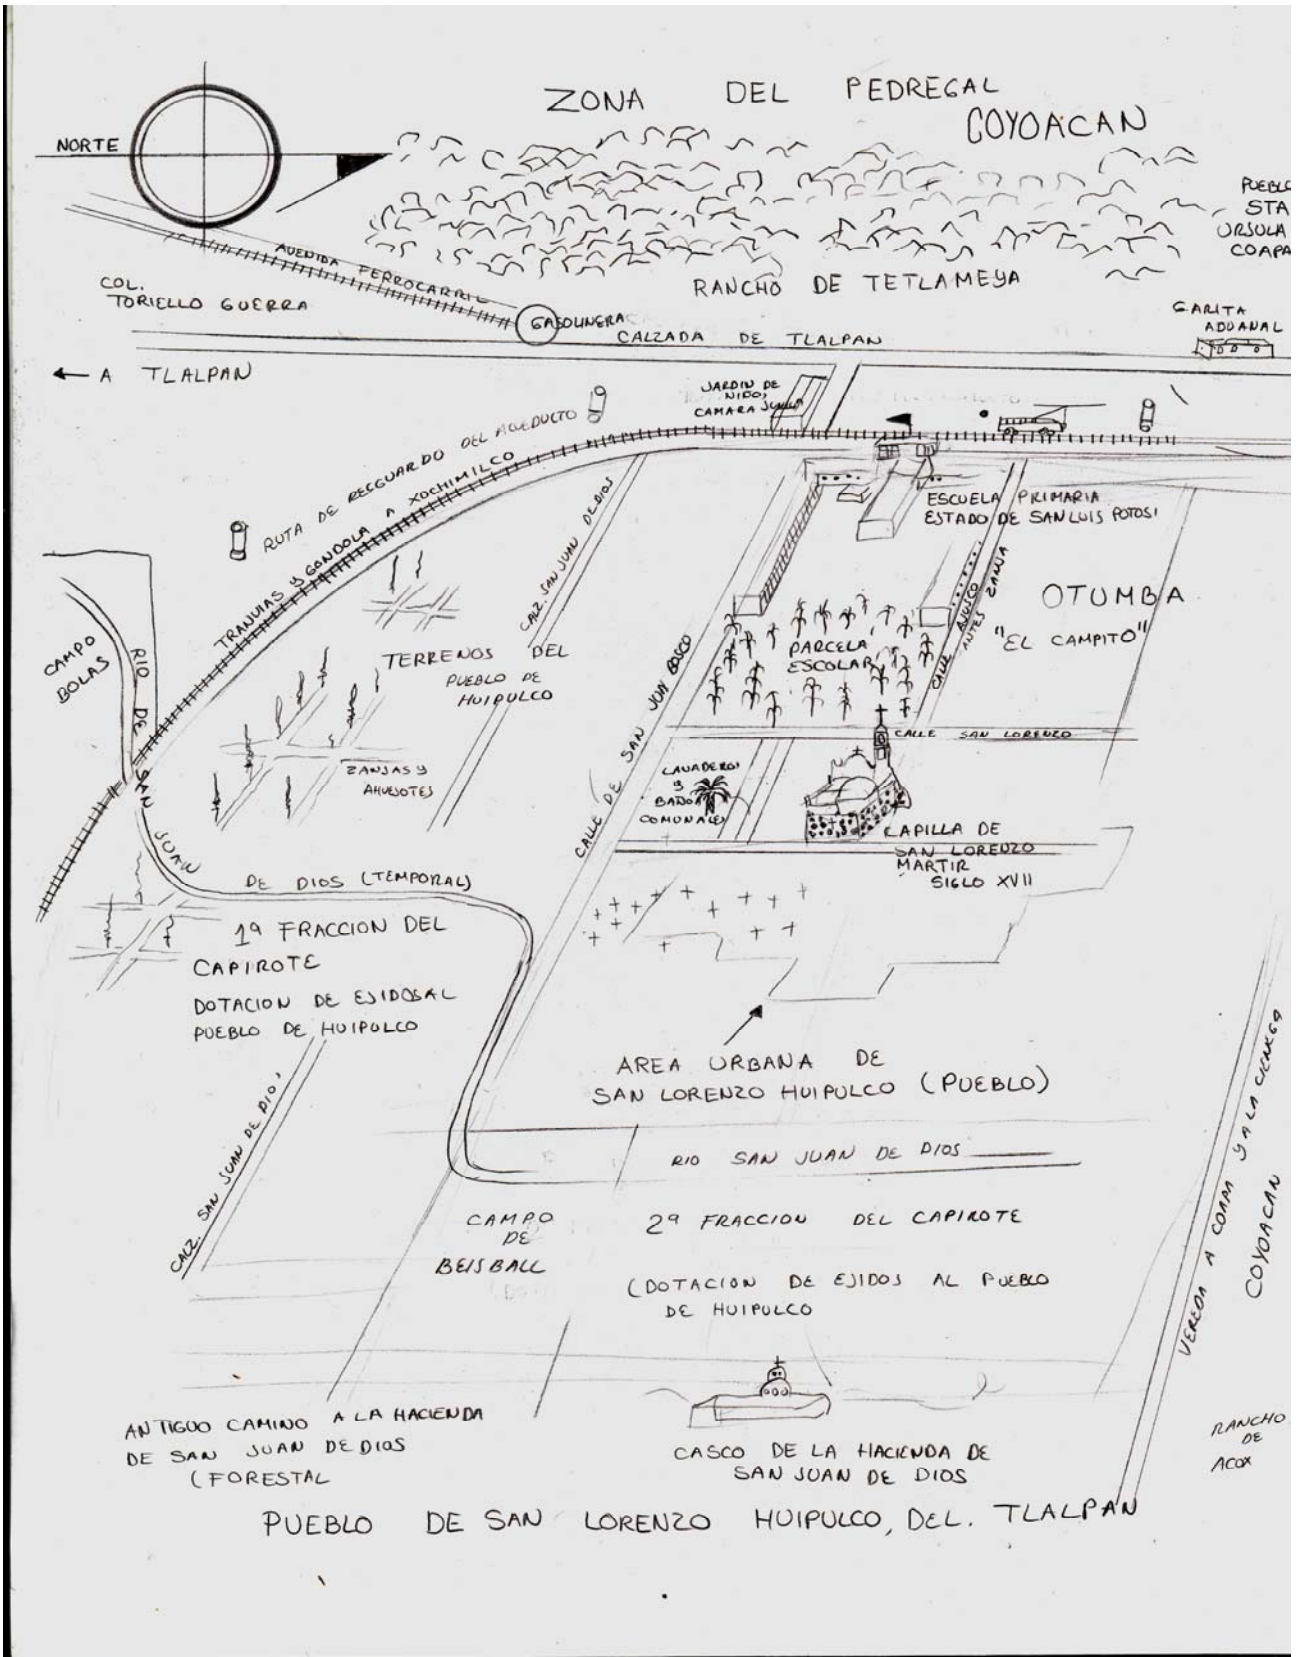 ZONA DEL PEDREGAL
COYOACAN
NORTE
PUEBLO
STA
URSULA
COAPA
AVENIDA FERROCARRIL
COL.
TORIELLO GUERRA
RANCHO DE TETLAMEYA
GASOLINERA
CALZADA DE TLALPAN
GARITA
ADUANAL
← A TLALPAN
JARDIN DE
NIÑOS
CAMARA JUNIOR
RUTA DE RESGUARDO DEL ACUEDUCTO
TRANVIAS Y GONDOLA A XOCHIMILCO
ESCUELA PRIMARIA
ESTADO DE SAN LUIS POTOSI
CALZ. SAN JUAN DE DIOS
CALLE AJUSCO
ANTES ZANJA
OTUMBA
"EL CAMPITO"
CAMPO
BOLAS
RIO DE SAN JUAN
DE DIOS (TEMPORAL)
TERRENOS DEL
PUEBLO DE
HUIPULCO
PARCELA
ESCOLAR
CALLE DE SAN JUAN BOSCO
CALLE SAN LORENZO
ZANJAS Y
AHUEJOTES
LAVADEROS
Y
BAÑOS
COMUNALES
CAPILLA DE
SAN LORENZO
MARTIR
SIGLO XVII
1ª FRACCION DEL
CAPIROTE
DOTACION DE EJIDOS AL
PUEBLO DE HUIPULCO
AREA URBANA DE
SAN LORENZO HUIPULCO (PUEBLO)
CALZ. SAN JUAN DE DIOS
RIO SAN JUAN DE DIOS
CAMPO
DE
BEISBALL
2ª FRACCION DEL CAPIROTE
(DOTACION DE EJIDOS AL PUEBLO
DE HUIPULCO
VEREDA A COAPA Y A LA CIENEGA
COYOACAN
ANTIGUO CAMINO A LA HACIENDA
DE SAN JUAN DE DIOS
(FORESTAL
CASCO DE LA HACIENDA DE
SAN JUAN DE DIOS
RANCHO
DE
ACOX
PUEBLO DE SAN LORENZO HUIPULCO, DEL. TLALPAN